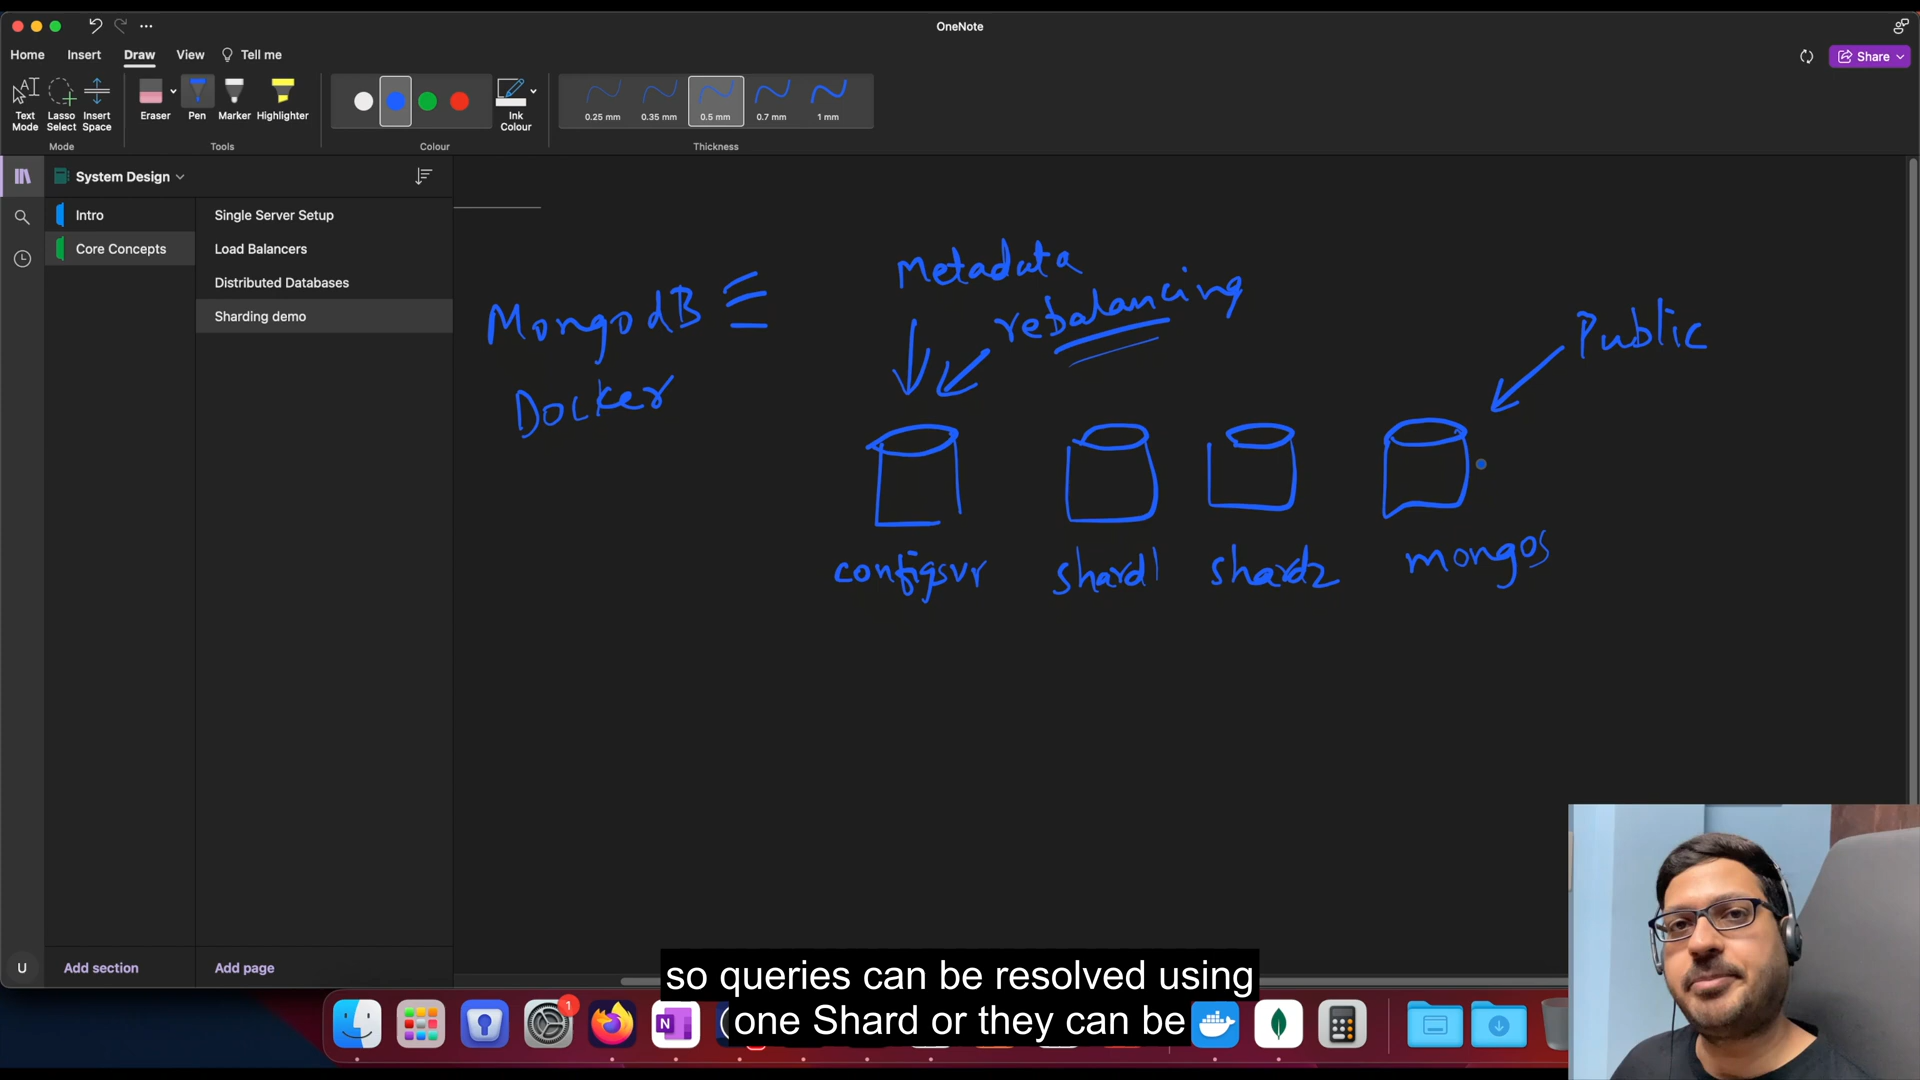 OneNote
Home Insert Draw View Tell me
Share
Text Mode
Lasso Select
Insert Space
Eraser
Pen
Marker
Highlighter
Ink Colour
0.25 mm
0.35 mm
0.5 mm
0.7 mm
1 mm
Mode
Tools
Colour
Thickness
System Design
Intro
Core Concepts
Single Server Setup
Load Balancers
Distributed Databases
Sharding demo
Metadata
rebalancing
MongodB
Docker
Public
configsvr
shard1
shard2
mongos
U
Add section
Add page
so queries can be resolved using
one Shard or they can be
1
N